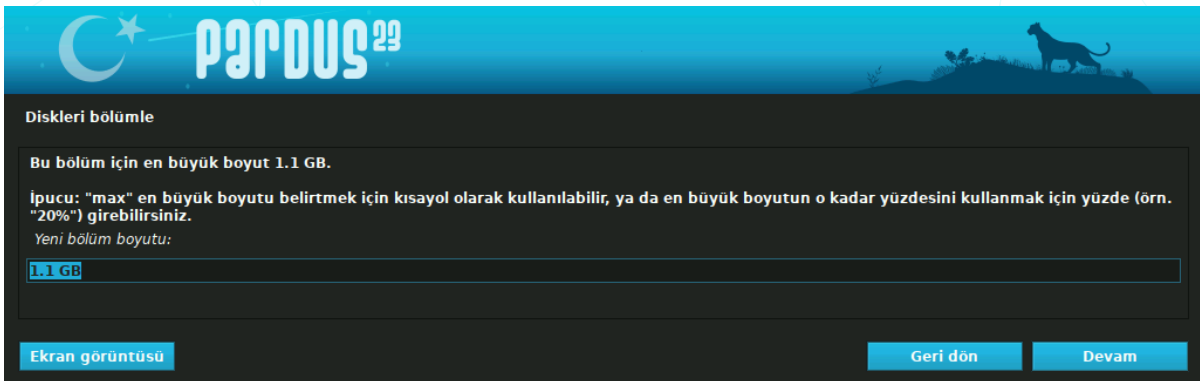 PARDUS 23
Diskleri bölümle
Bu bölüm için en büyük boyut 1.1 GB.
İpucu: "max" en büyük boyutu belirtmek için kısayol olarak kullanılabilir, ya da en büyük boyutun o kadar yüzdesini kullanmak için yüzde (örn.
"20%") girebilirsiniz.
Yeni bölüm boyutu:
1.1 GB
Ekran görüntüsü
Geri dön
Devam